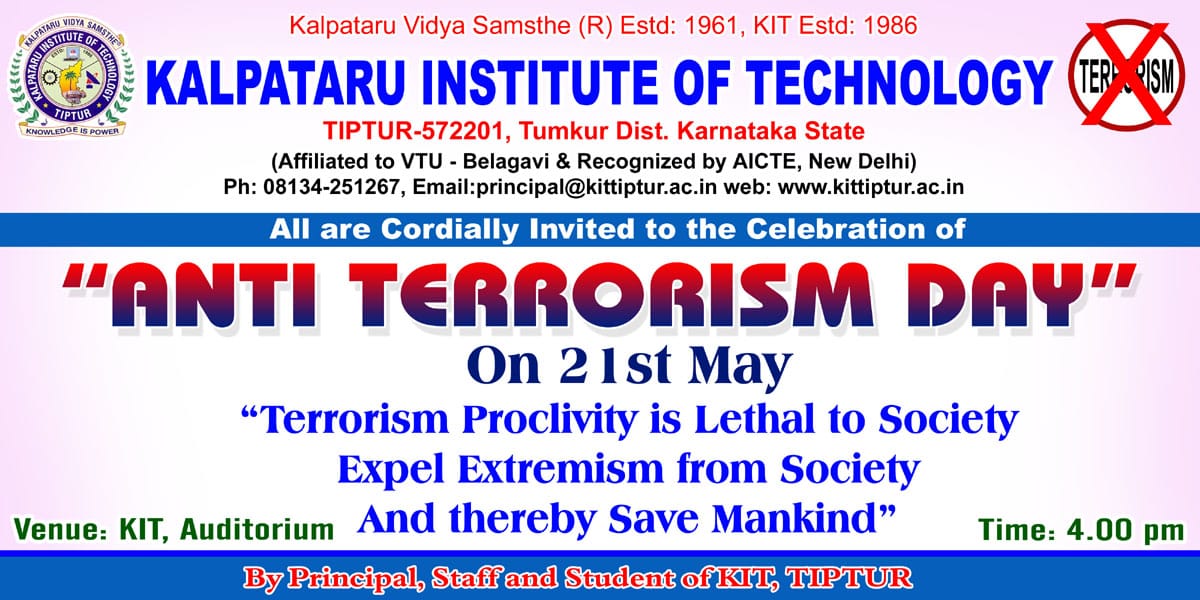 Kalpataru Vidya Samsthe (R) Estd: 1961, KIT Estd: 1986
KALPATARU VIDYA SAMSTHE
KALPATARU INSTITUTE OF TECHNOLOGY
TIPTUR
KNOWLEDGE IS POWER
KALPATARU INSTITUTE OF TECHNOLOGY
TERRORISM
TIPTUR-572201, Tumkur Dist. Karnataka State
(Affiliated to VTU - Belagavi & Recognized by AICTE, New Delhi)
Ph: 08134-251267, Email:principal@kittiptur.ac.in web: www.kittiptur.ac.in
All are Cordially Invited to the Celebration of
“ANTI TERRORISM DAY”
On 21st May
“Terrorism Proclivity is Lethal to Society
Expel Extremism from Society
And thereby Save Mankind”
Venue: KIT, Auditorium
Time: 4.00 pm
By Principal, Staff and Student of KIT, TIPTUR